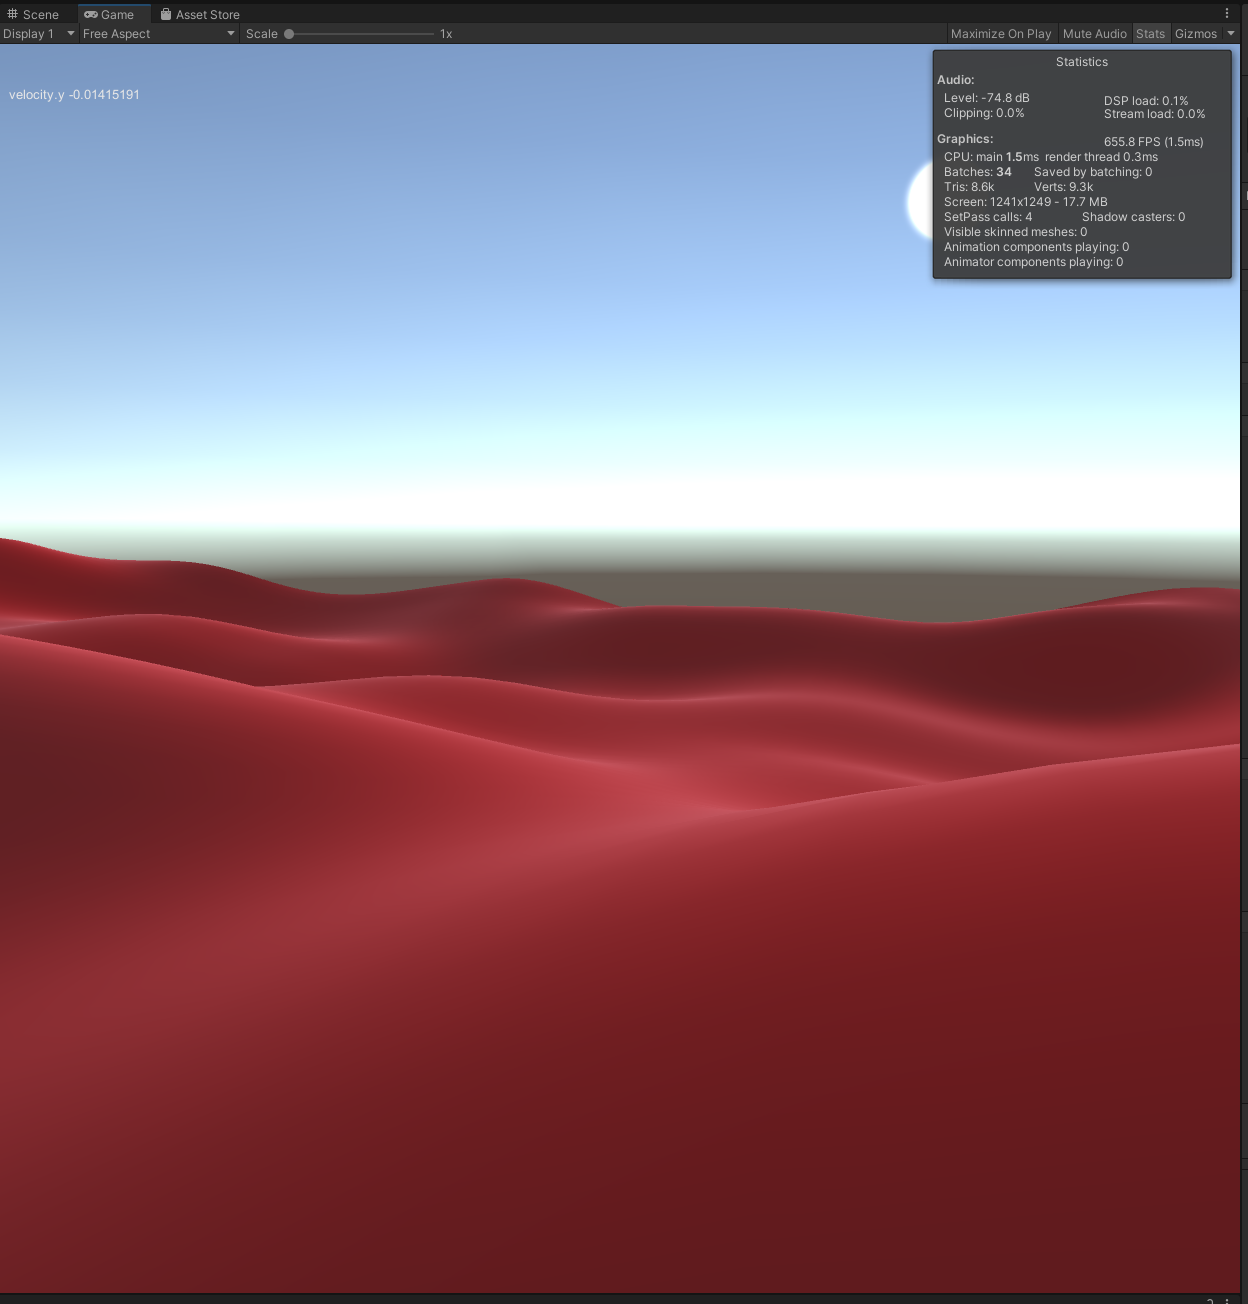 Scene Game Asset Store
Display 1 Free Aspect Scale 1x Maximize On Play Mute Audio Stats Gizmos
velocity.y -0.01415191
Statistics
Audio:
Level: -74.8 dB DSP load: 0.1%
Clipping: 0.0% Stream load: 0.0%
Graphics: 655.8 FPS (1.5ms)
CPU: main 1.5ms render thread 0.3ms
Batches: 34 Saved by batching: 0
Tris: 8.6k Verts: 9.3k
Screen: 1241x1249 - 17.7 MB
SetPass calls: 4 Shadow casters: 0
Visible skinned meshes: 0
Animation components playing: 0
Animator components playing: 0